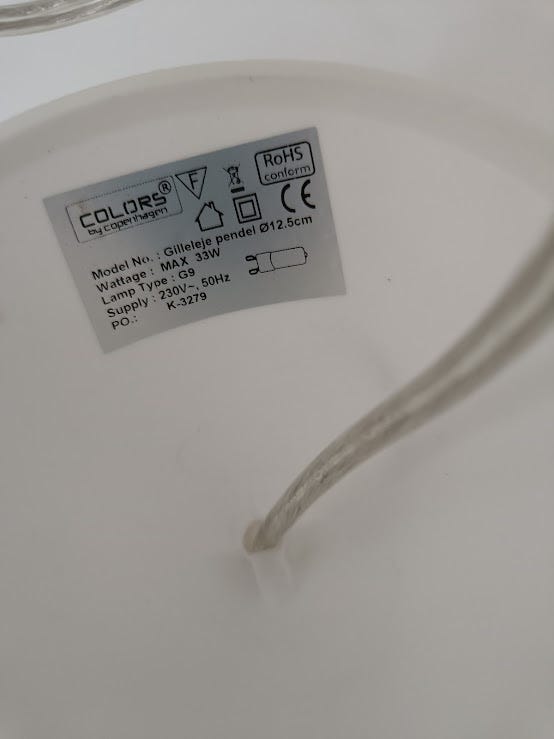 COLORS®
by copenhagen
F
RoHS
conform
CE
Model No. : Gilleleje pendel Ø12.5cm
Wattage : MAX 33W
Lamp Type : G9
Supply : 230V~, 50Hz
PO.: K-3279